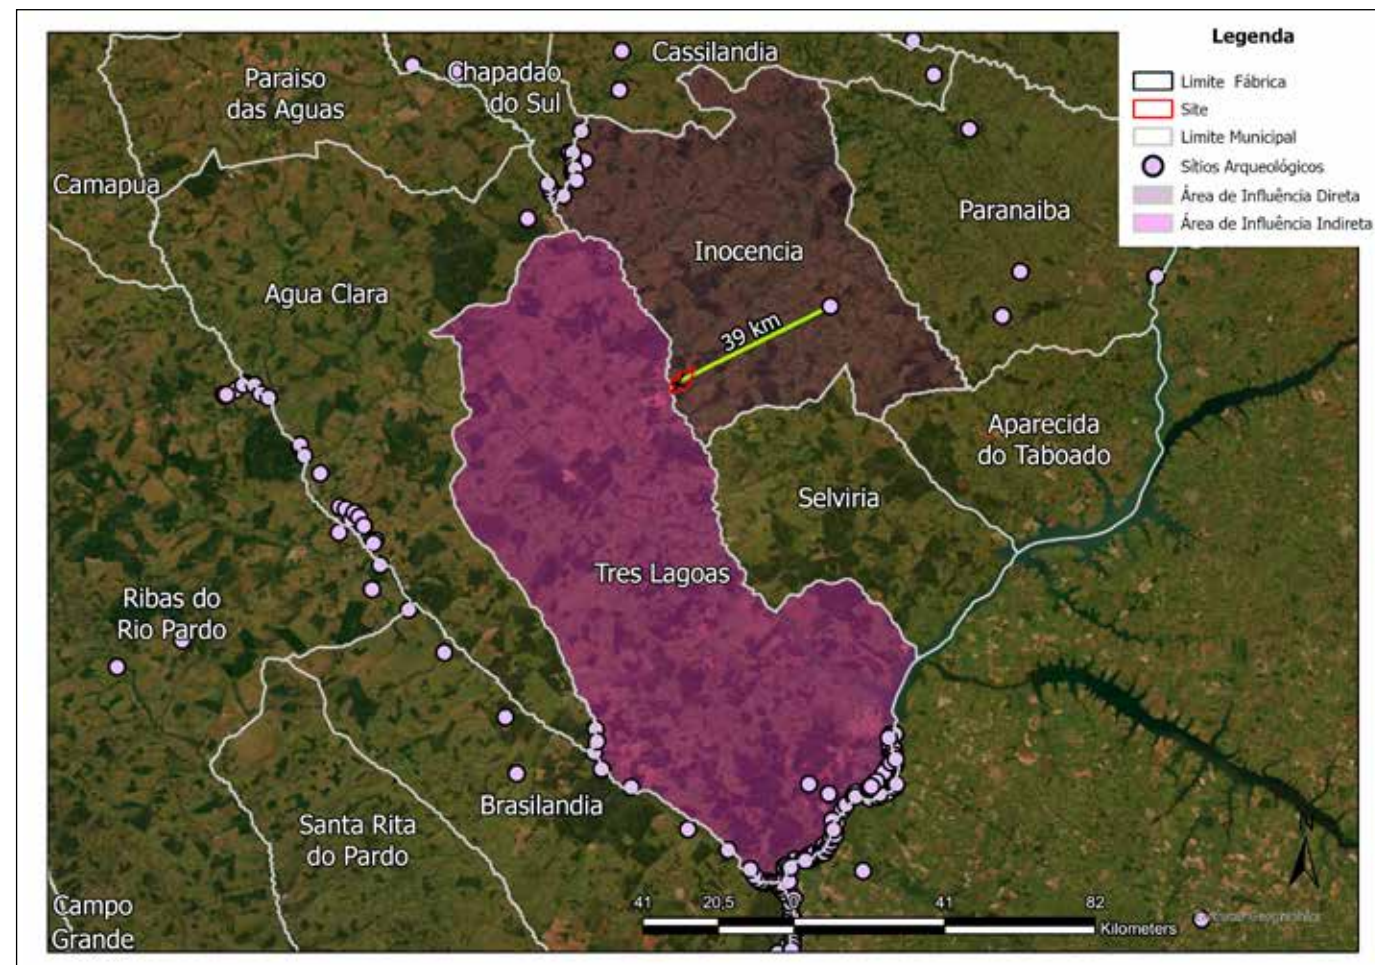 Legenda
Limite Fábrica
Site
Limite Municipal
Sítios Arqueológicos
Área de Influência Direta
Área de Influência Indireta
Cassilandia
Paraiso
das Aguas
Chapadao
do Sul
Camapua
Paranaiba
Inocencia
Agua Clara
39 km
Aparecida
do Taboado
Selviria
Tres Lagoas
Ribas do
Rio Pardo
Brasilandia
Santa Rita
do Pardo
Campo
Grande
41 20,5 0 41 82
Kilometers